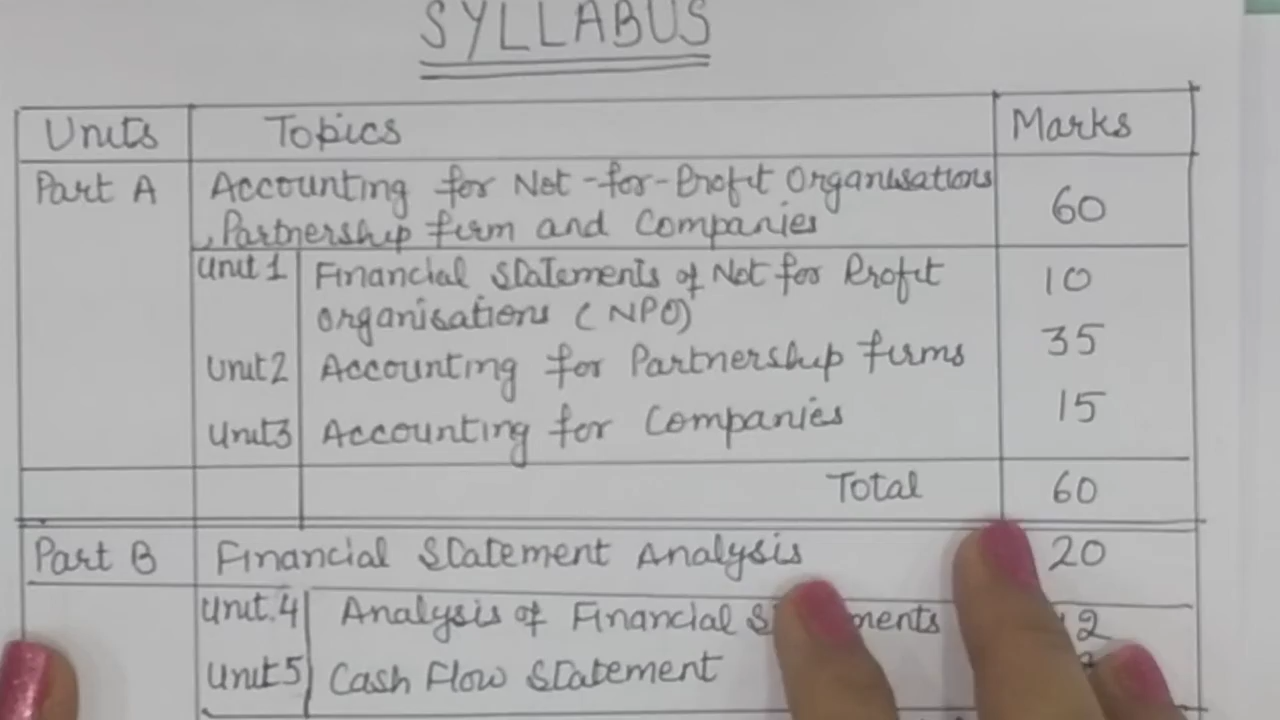 SYLLABUS
Units Topics Marks
Part A Accounting for Not-for-Profit Organisations 60
, Partnership firm and Companies
Unit 1 Financial Statements of Not for Profit 10
organisations (NPO)
Unit 2 Accounting for Partnership firms 35
Unit 3 Accounting for Companies 15
Total 60
Part B Financial Statement Analysis 20
Unit.4 Analysis of Financial
Unit 5 Cash Flow Statement